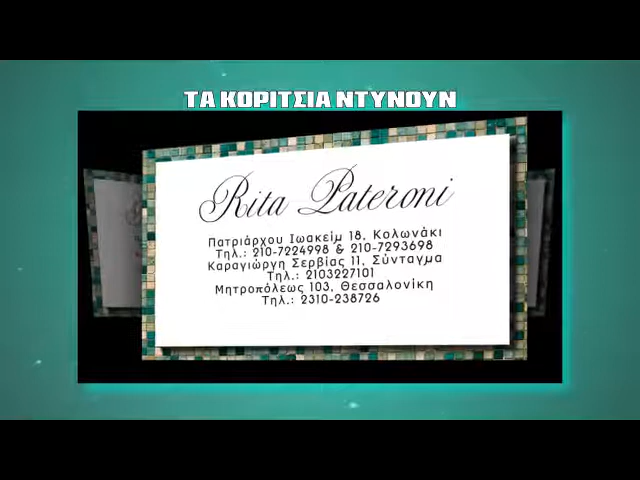 ΤΑ ΚΟΡΙΤΣΙΑ ΝΤΥΝΟΥΝ
Rita Pateroni
Πατριάρχου Ιωακείμ 18, Κολωνάκι
Τηλ.: 210-7224998 & 210-7293698
Καραγιώργη Σερβίας 11, Σύνταγμα
Τηλ.: 2103227101
Μητροπόλεως 103, Θεσσαλονίκη
Τηλ.: 2310-238726